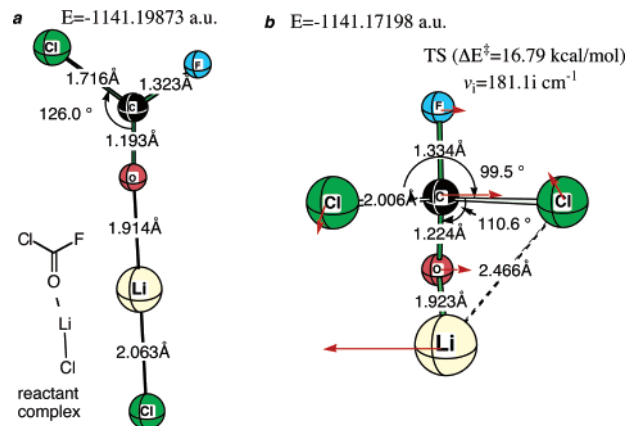 a E=-1141.19873 a.u.
Cl
F
1.716Å
1.323Å
C
126.0 °
1.193Å
O
1.914Å
Cl F
O
Li
Li
Cl
2.063Å
reactant
complex
Cl
b E=-1141.17198 a.u.
TS (ΔE‡=16.79 kcal/mol)
νi=181.1i cm-1
F
1.334Å
99.5 °
Cl
2.006Å
C
Cl
110.6 °
1.224Å
O
2.466Å
1.923Å
Li